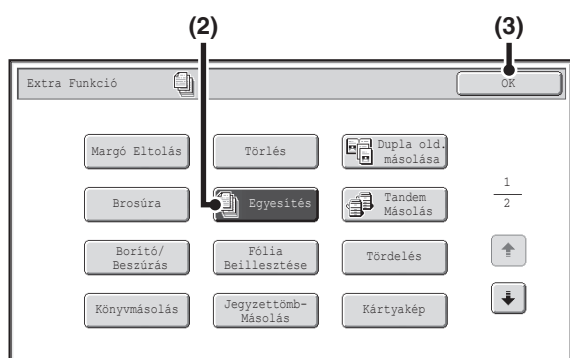 (2) (3)
Extra Funkció OK
Margó Eltolás Törlés Dupla old.
másolása
Brosúra Egyesítés Tandem
Másolás
1
2
Borító/
Beszúrás
Fólia
Beillesztése
Tördelés
Könyvmásolás Jegyzettömb-
Másolás
Kártyakép